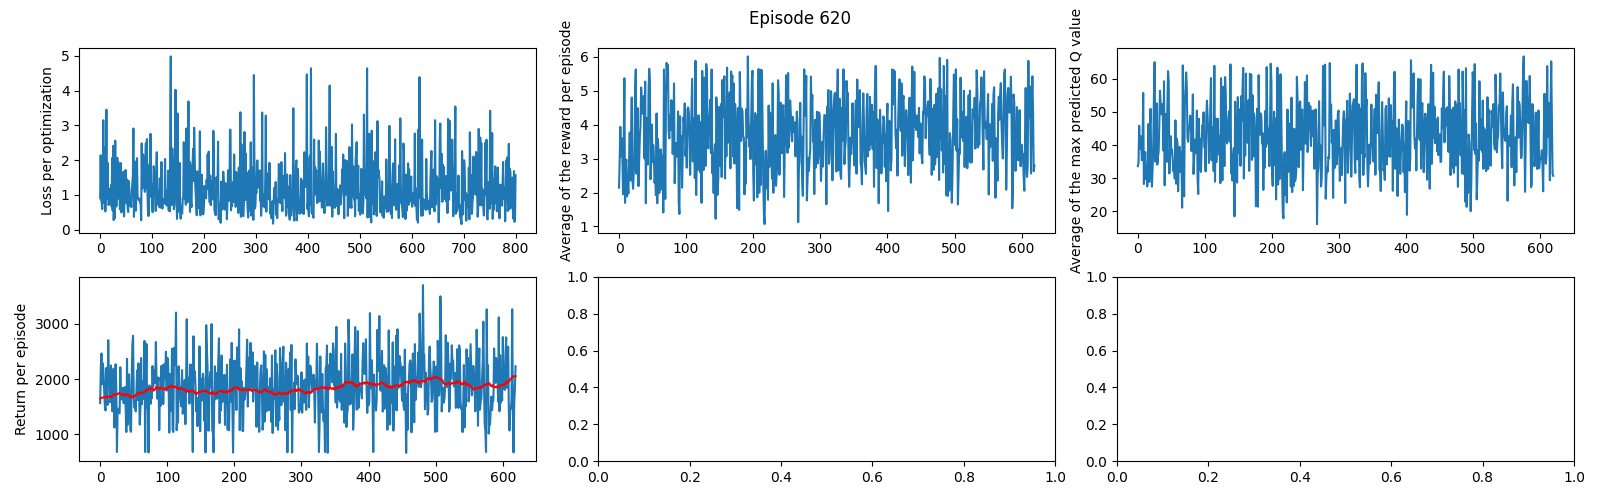 Episode 620
Loss per optimization
5
4
3
2
1
0
0 100 200 300 400 500 600 700 800
Average of the reward per episode
6
5
4
3
2
1
0 100 200 300 400 500 600
Average of the max predicted Q value
60
50
40
30
20
0 100 200 300 400 500 600
Return per episode
3000
2000
1000
0 100 200 300 400 500 600
1.0
0.8
0.6
0.4
0.2
0.0
0.0 0.2 0.4 0.6 0.8 1.0
1.0
0.8
0.6
0.4
0.2
0.0
0.0 0.2 0.4 0.6 0.8 1.0